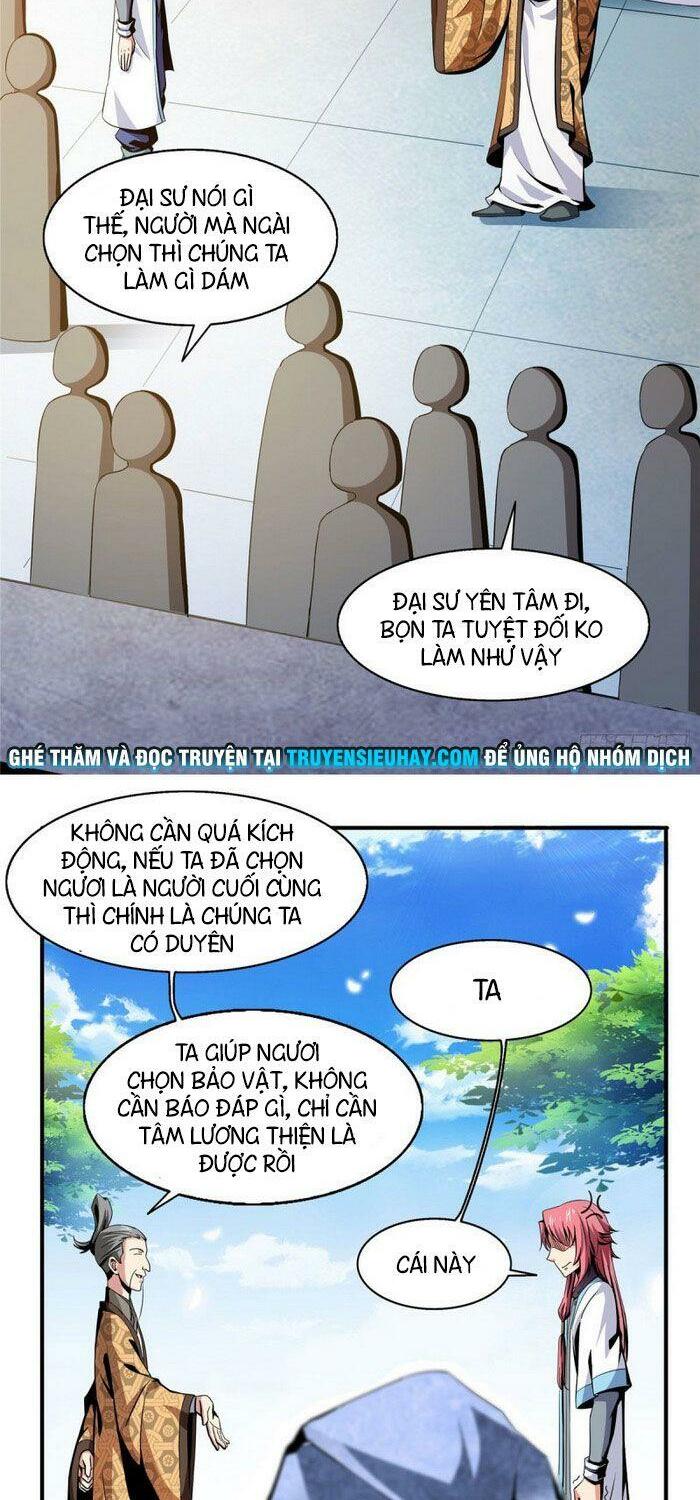 ĐẠI SƯ NÓI GÌ
THẾ, NGƯỜI MÀ NGÀI
CHỌN THÌ CHÚNG TA
LÀM GÌ DÁM
ĐẠI SƯ YÊN TÂM ĐI,
BỌN TA TUYỆT ĐỐI KO
LÀM NHƯ VẬY
GHÉ THĂM VÀ ĐỌC TRUYỆN TẠI TRUYENSIEUHAY.COM ĐỂ ỦNG HỘ NHÓM DỊCH
KHÔNG CẦN QUÁ KÍCH
ĐỘNG, NẾU TA ĐÃ CHỌN
NGƯƠI LÀ NGƯỜI CUỐI CÙNG
THÌ CHÍNH LÀ CHÚNG TA
CÓ DUYÊN
TA
TA GIÚP NGƯƠI
CHỌN BẢO VẬT, KHÔNG
CẦN BÁO ĐÁP GÌ, CHỈ CẦN
TÂM LƯƠNG THIỆN LÀ
ĐƯỢC RỒI
CÁI NÀY